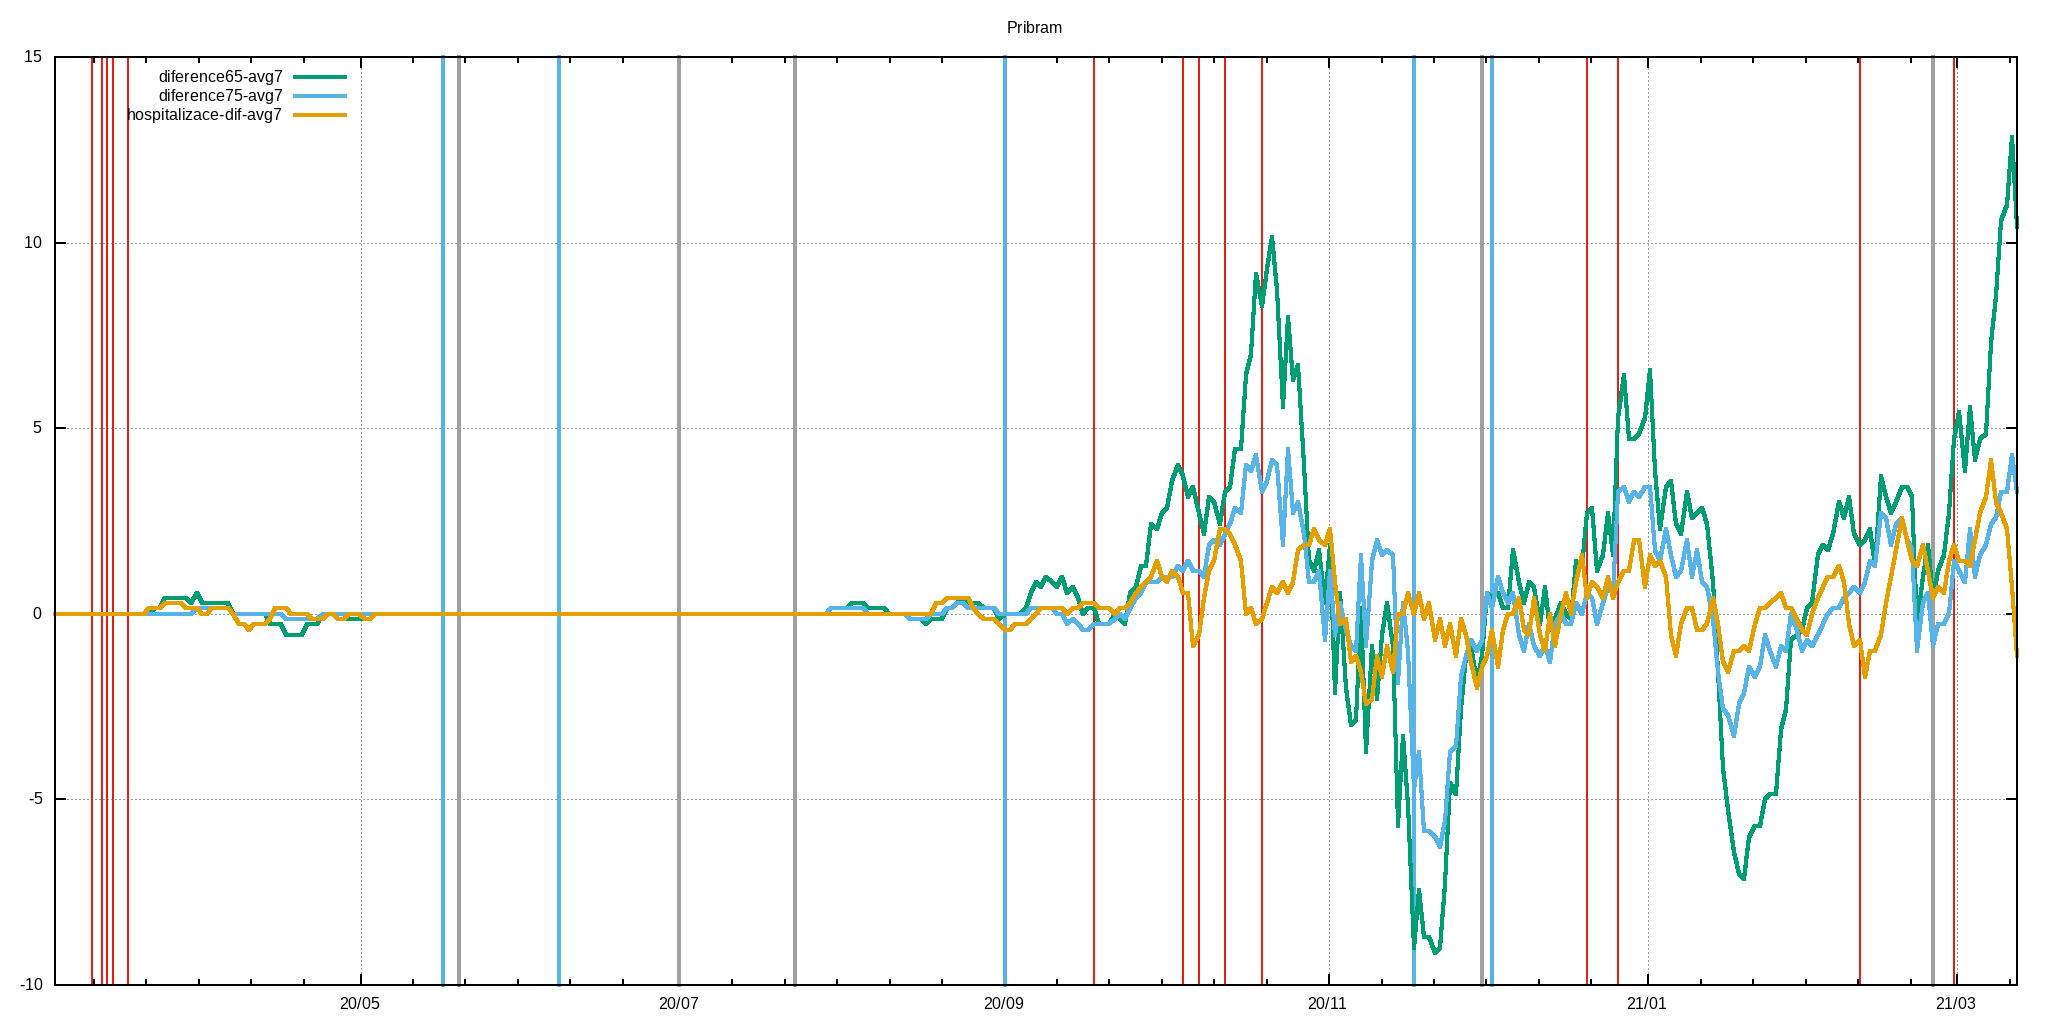 Pribram
15
diference65-avg7
diference75-avg7
hospitalizace-dif-avg7
10
5
0
-5
-10
20/05 20/07 20/09 20/11 21/01 21/03